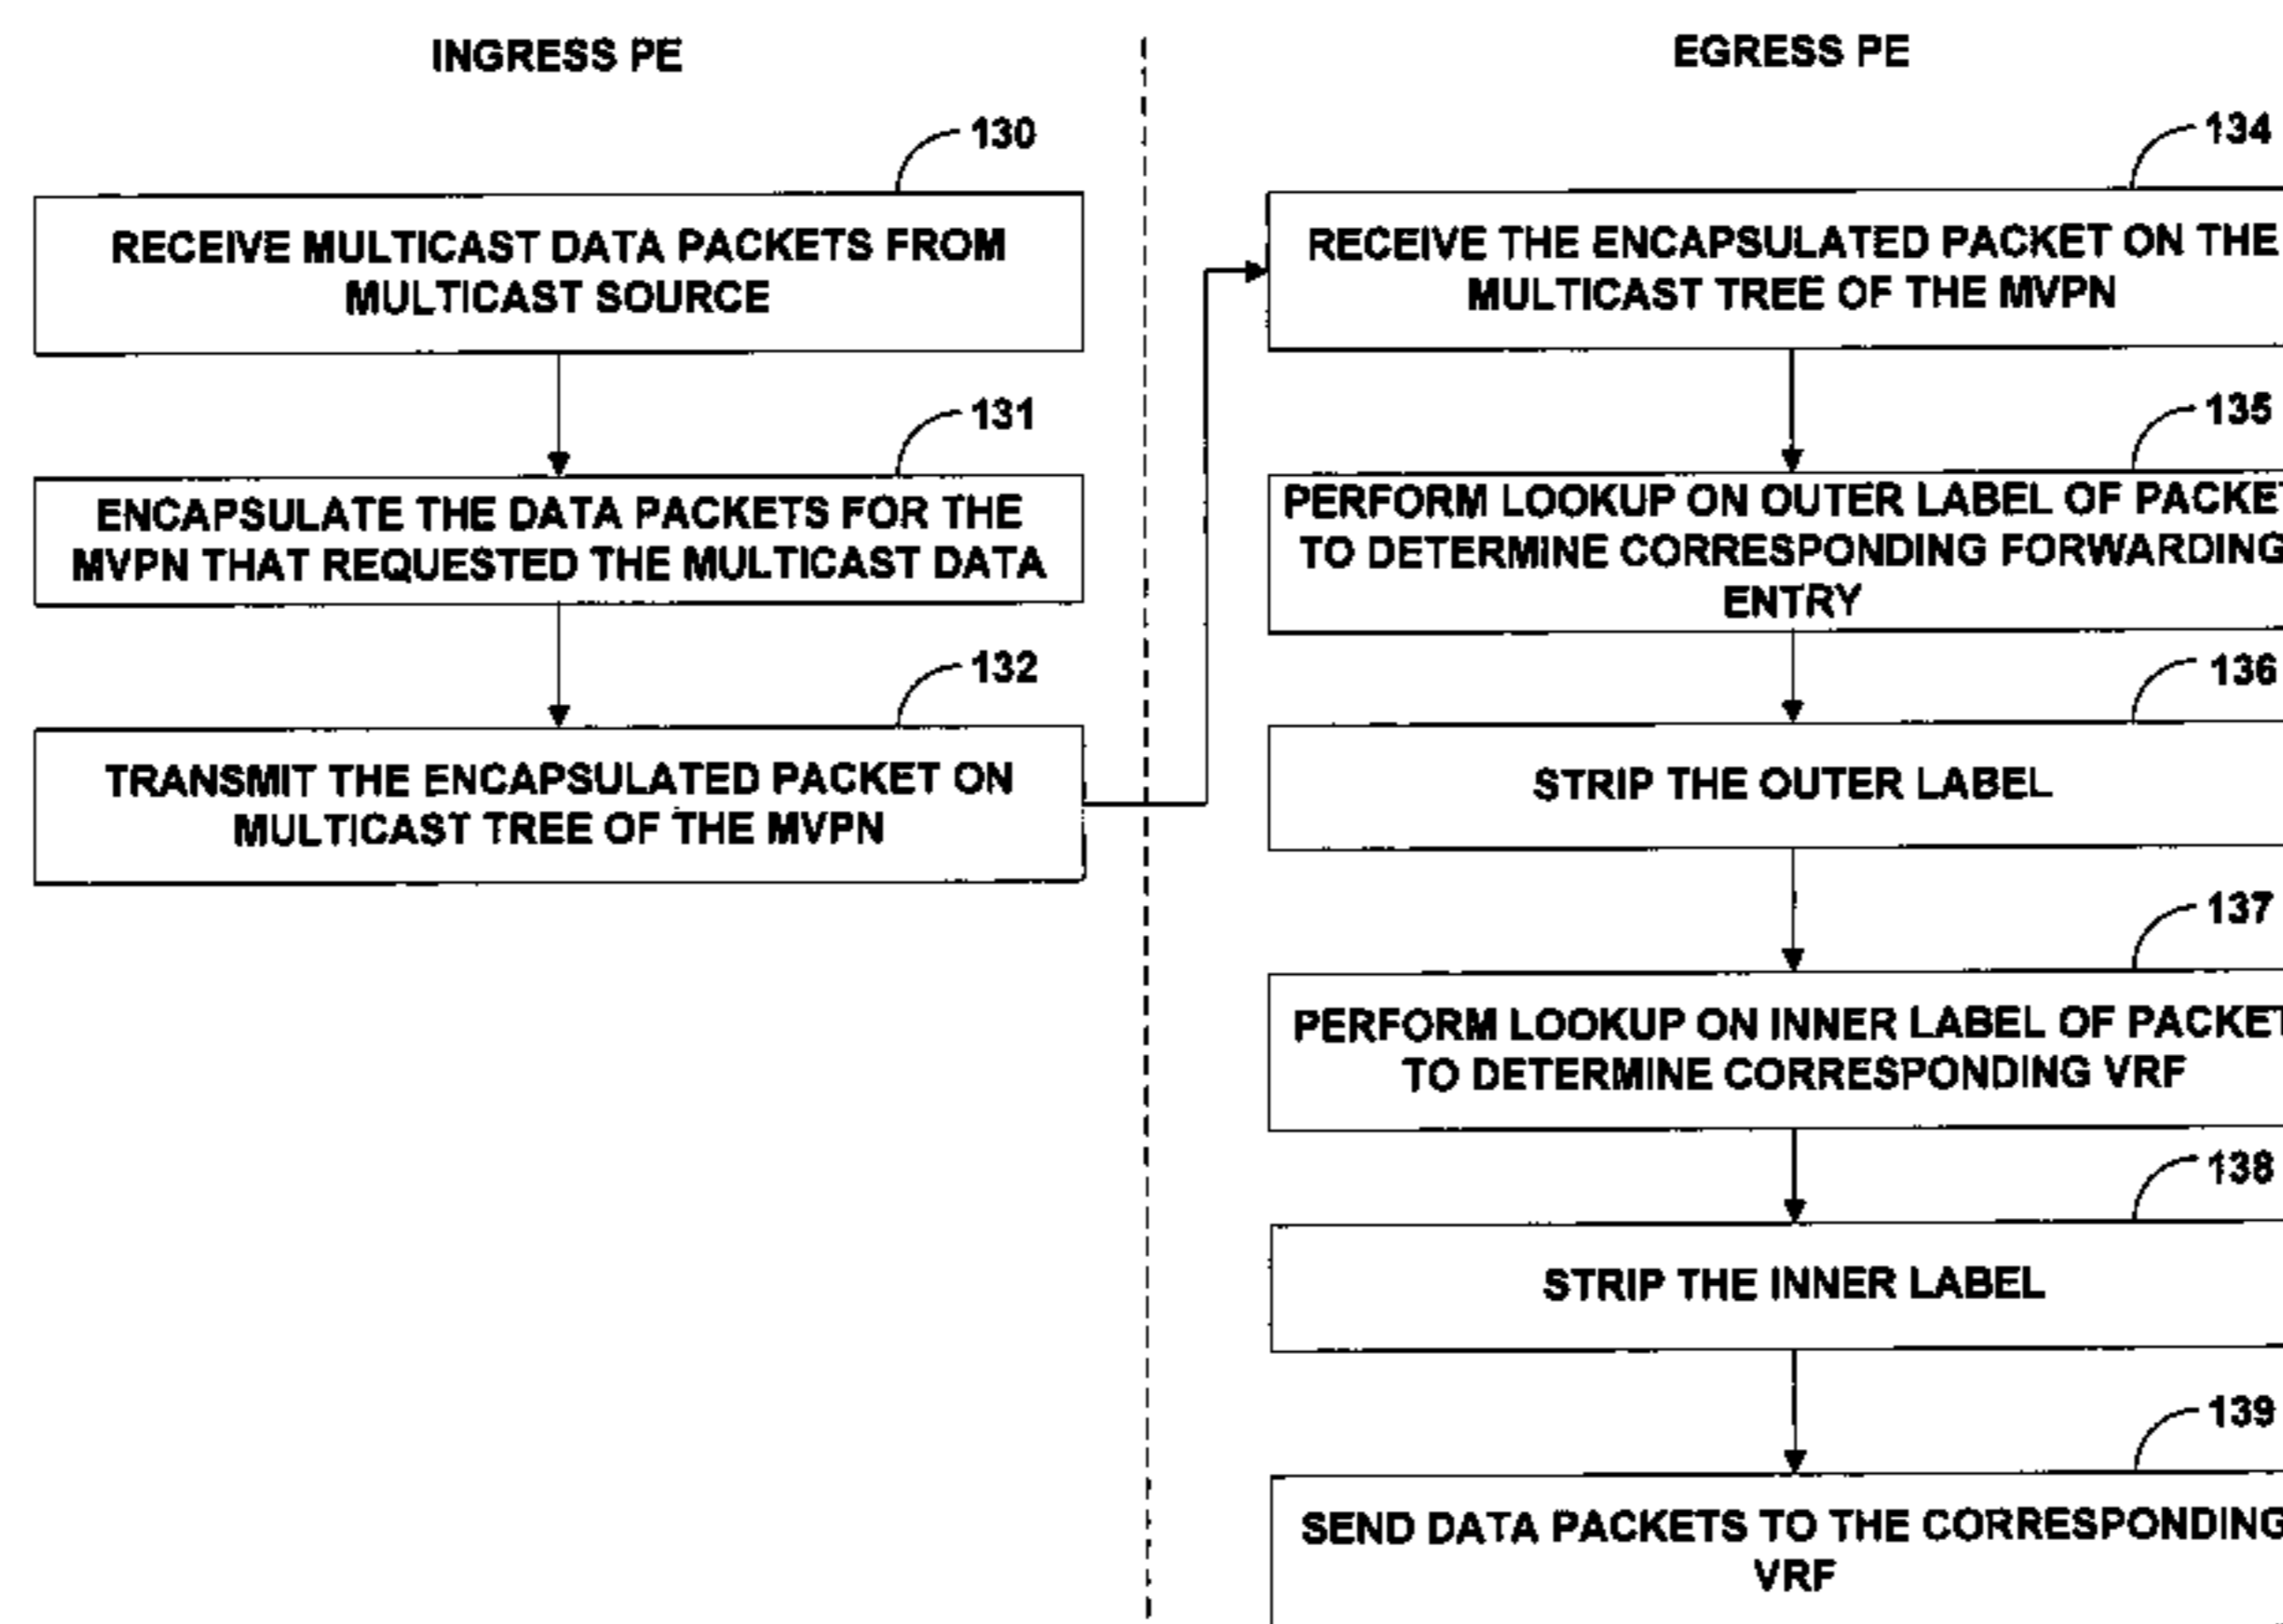 INGRESS PE
130
RECEIVE MULTICAST DATA PACKETS FROM
MULTICAST SOURCE
131
ENCAPSULATE THE DATA PACKETS FOR THE
MVPN THAT REQUESTED THE MULTICAST DATA
132
TRANSMIT THE ENCAPSULATED PACKET ON
MULTICAST TREE OF THE MVPN
EGRESS PE
134
RECEIVE THE ENCAPSULATED PACKET ON THE
MULTICAST TREE OF THE MVPN
135
PERFORM LOOKUP ON OUTER LABEL OF PACKET
TO DETERMINE CORRESPONDING FORWARDING
ENTRY
136
STRIP THE OUTER LABEL
137
PERFORM LOOKUP ON INNER LABEL OF PACKET
TO DETERMINE CORRESPONDING VRF
138
STRIP THE INNER LABEL
139
SEND DATA PACKETS TO THE CORRESPONDING
VRF